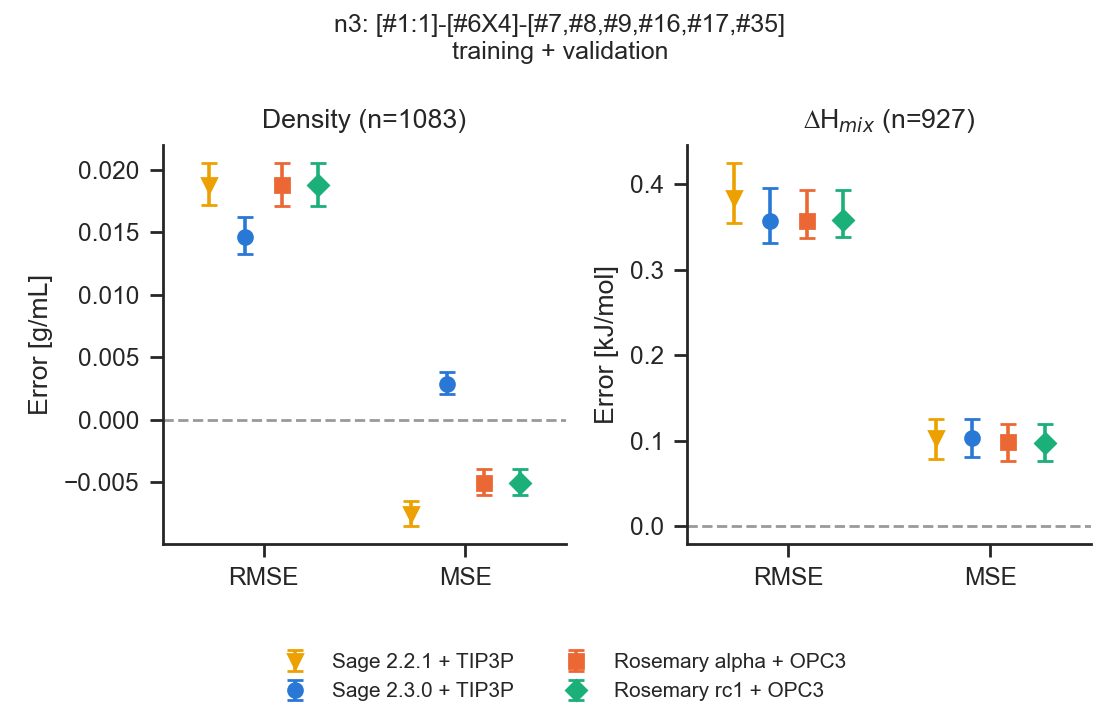 n3: [#1:1]-[#6X4]-[#7,#8,#9,#16,#17,#35]
training + validation
Density (n=1083)
ΔH_mix (n=927)
Error [g/mL]
0.020
0.015
0.010
0.005
0.000
−0.005
RMSE
MSE
Error [kJ/mol]
0.4
0.3
0.2
0.1
0.0
RMSE
MSE
Sage 2.2.1 + TIP3P
Sage 2.3.0 + TIP3P
Rosemary alpha + OPC3
Rosemary rc1 + OPC3